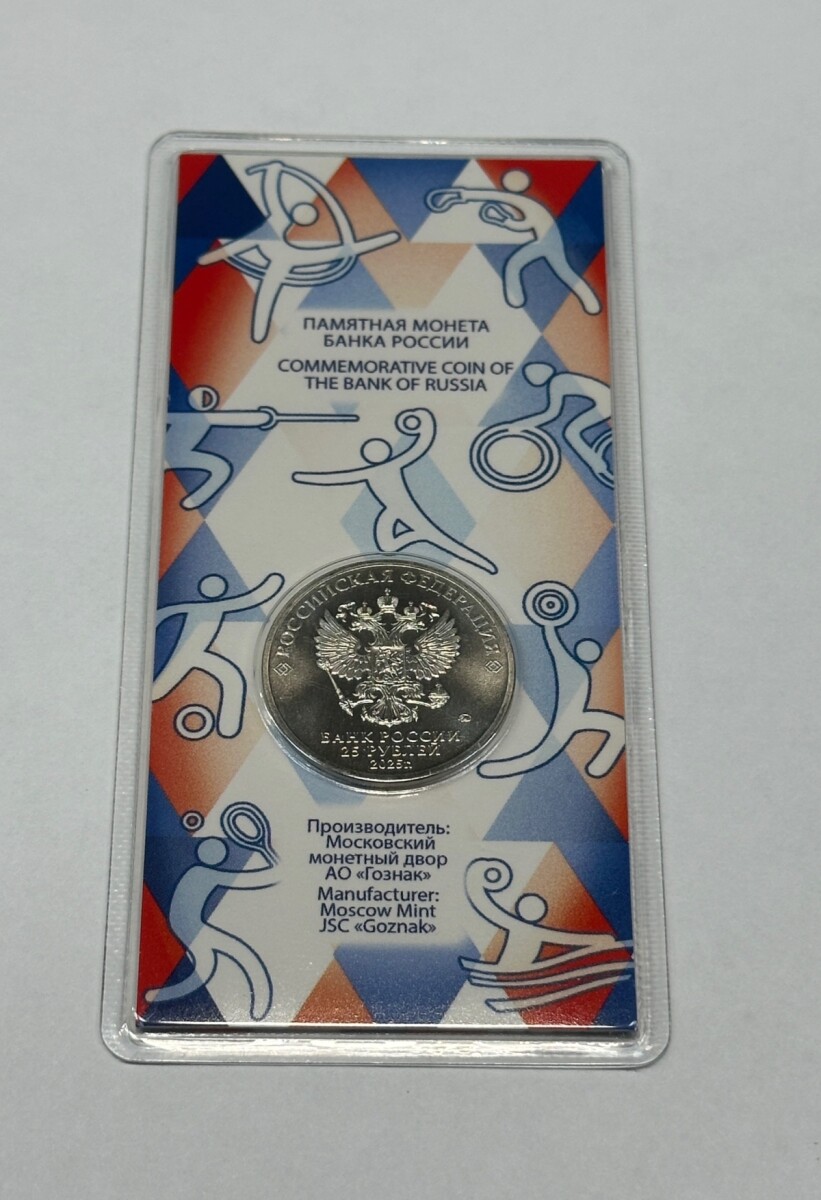 ПАМЯТНАЯ МОНЕТА
БАНКА РОССИИ
COMMEMORATIVE COIN OF
THE BANK OF RUSSIA
РОССИЙСКАЯ ФЕДЕРАЦИЯ
БАНК РОССИИ
25 РУБЛЕЙ
2025г.
Производитель:
Московский
монетный двор
АО «Гознак»
Manufacturer:
Moscow Mint
JSC «Goznak»